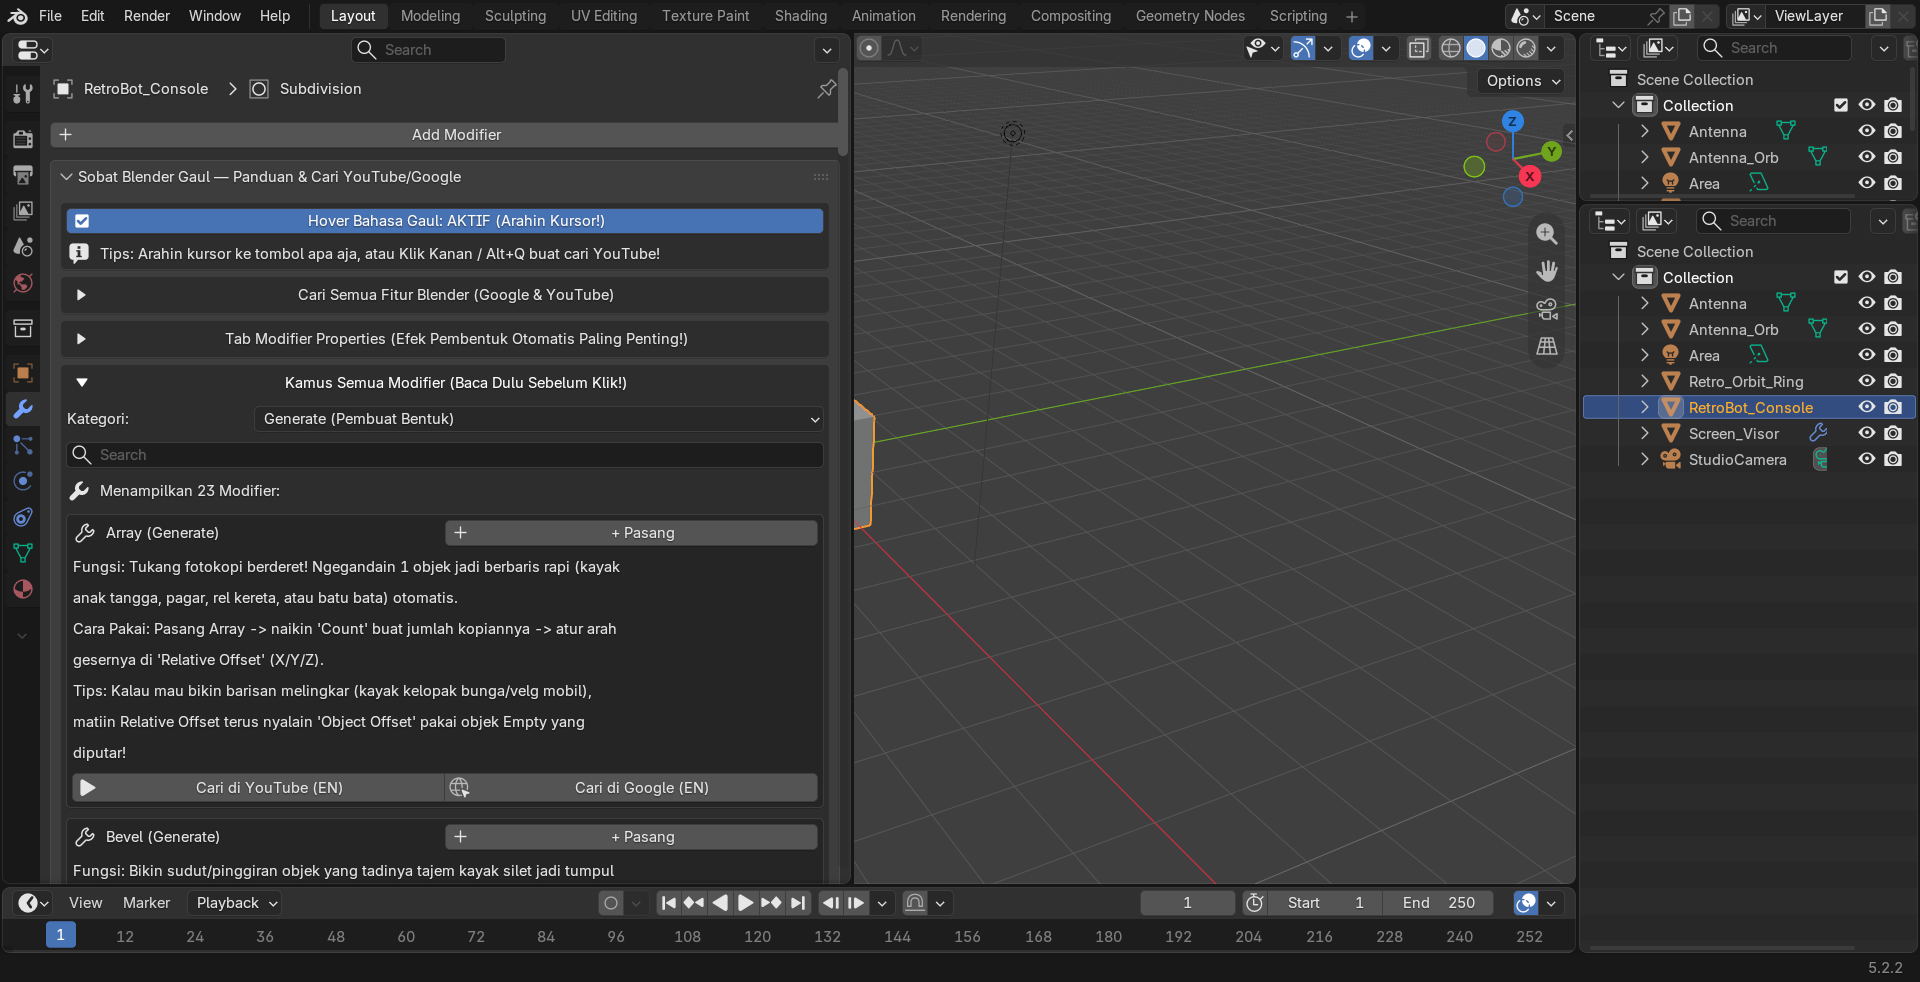 File Edit Render Window Help Layout Modeling Sculpting UV Editing Texture Paint Shading Animation Rendering Compositing Geometry Nodes Scripting Scene ViewLayer
Search
RetroBot_Console Subdivision
Add Modifier
Sobat Blender Gaul — Panduan & Cari YouTube/Google
Hover Bahasa Gaul: AKTIF (Arahin Kursor!)
Tips: Arahin kursor ke tombol apa aja, atau Klik Kanan / Alt+Q buat cari YouTube!
Cari Semua Fitur Blender (Google & YouTube)
Tab Modifier Properties (Efek Pembentuk Otomatis Paling Penting!)
Kamus Semua Modifier (Baca Dulu Sebelum Klik!)
Kategori: Generate (Pembuat Bentuk)
Search
Menampilkan 23 Modifier:
Array (Generate) + Pasang
Fungsi: Tukang fotokopi berderet! Ngegandain 1 objek jadi berbaris rapi (kayak
anak tangga, pagar, rel kereta, atau batu bata) otomatis.
Cara Pakai: Pasang Array -> naikin 'Count' buat jumlah kopiannya -> atur arah
gesernya di 'Relative Offset' (X/Y/Z).
Tips: Kalau mau bikin barisan melingkar (kayak kelopak bunga/velg mobil),
matiin Relative Offset terus nyalain 'Object Offset' pakai objek Empty yang
diputar!
Cari di YouTube (EN) Cari di Google (EN)
Bevel (Generate) + Pasang
Fungsi: Bikin sudut/pinggiran objek yang tadinya tajem kayak silet jadi tumpul
Options
Z
Y
X
Search
Scene Collection
Collection
Antenna
Antenna_Orb
Area
Search
Scene Collection
Collection
Antenna
Antenna_Orb
Area
Retro_Orbit_Ring
RetroBot_Console
Screen_Visor
StudioCamera
View Marker Playback 1 Start 1 End 250
1 12 24 36 48 60 72 84 96 108 120 132 144 156 168 180 192 204 216 228 240 252
5.2.2